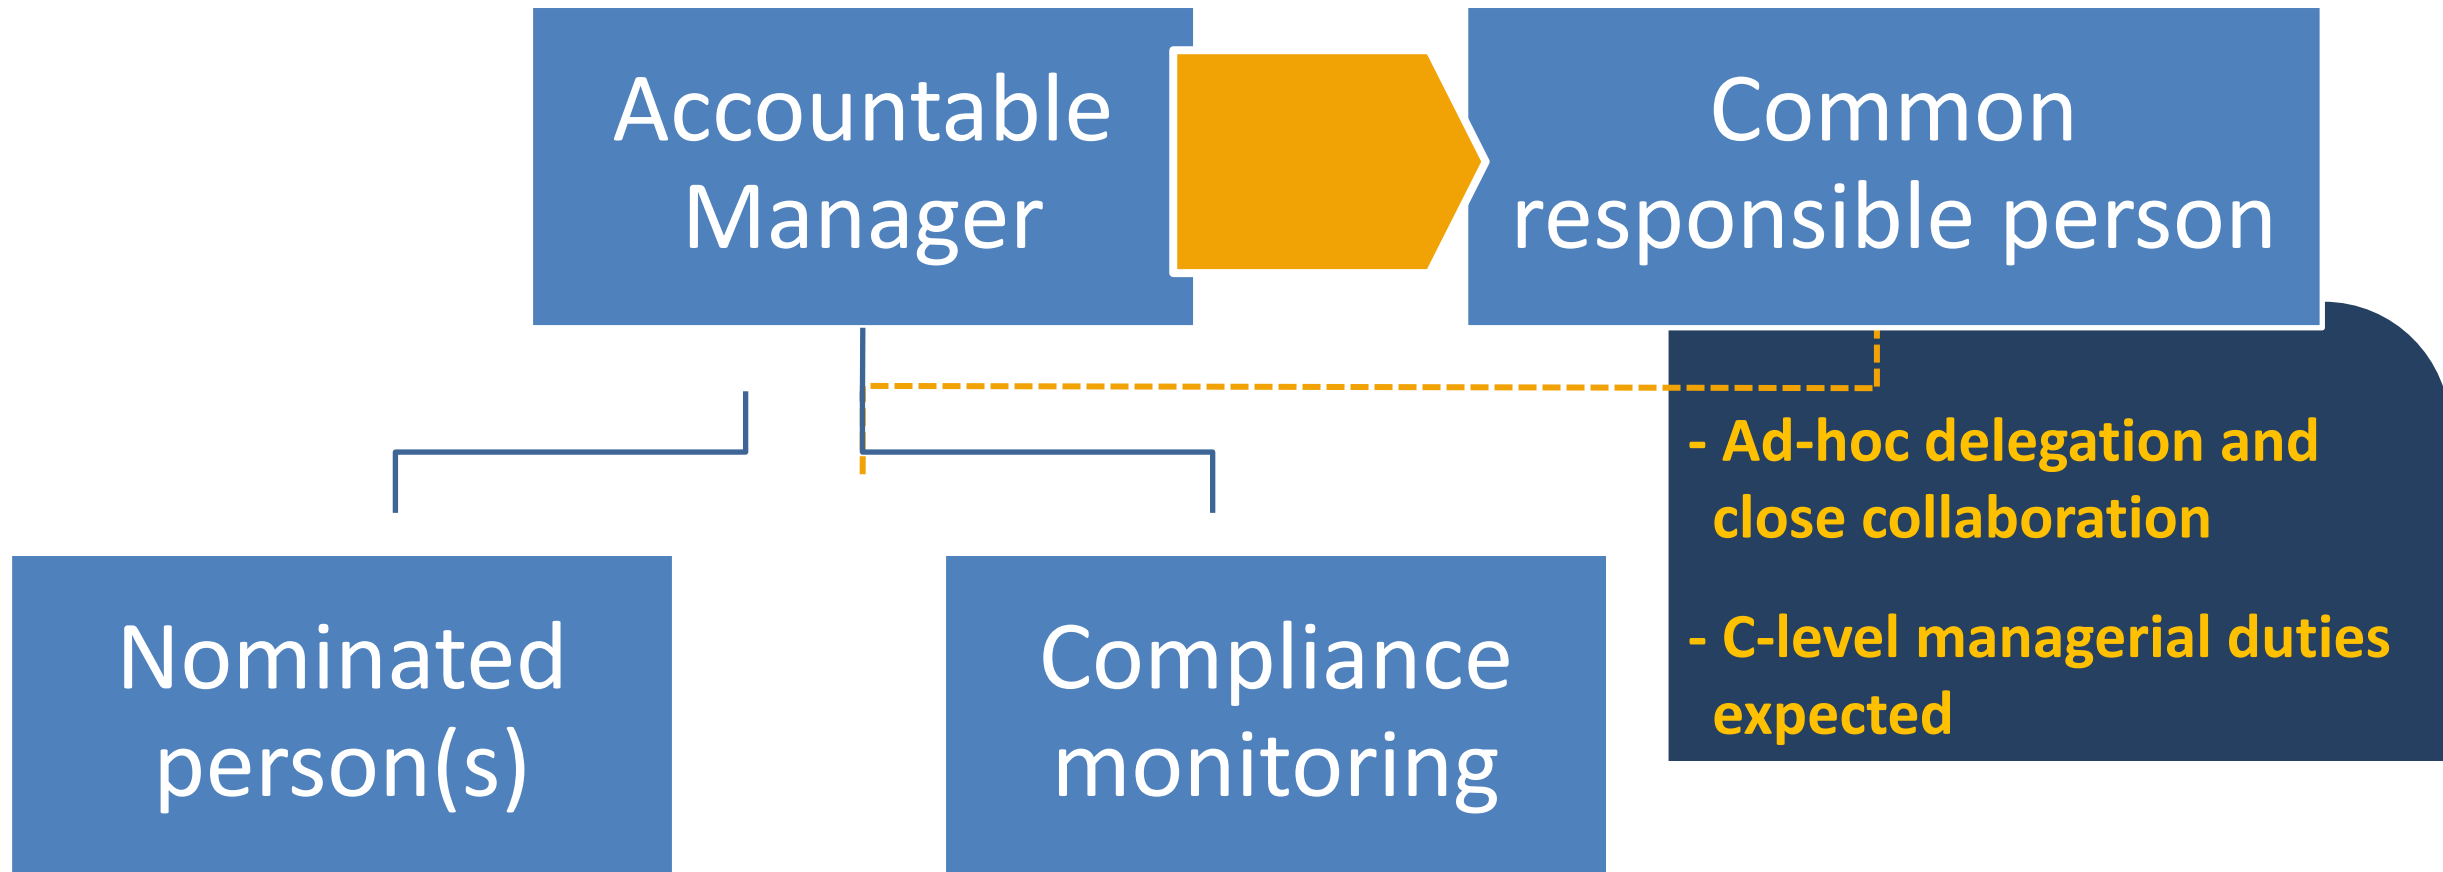 Accountable
Manager
Common
responsible person
- Ad-hoc delegation and
close collaboration
- C-level managerial duties
expected
Nominated
person(s)
Compliance
monitoring